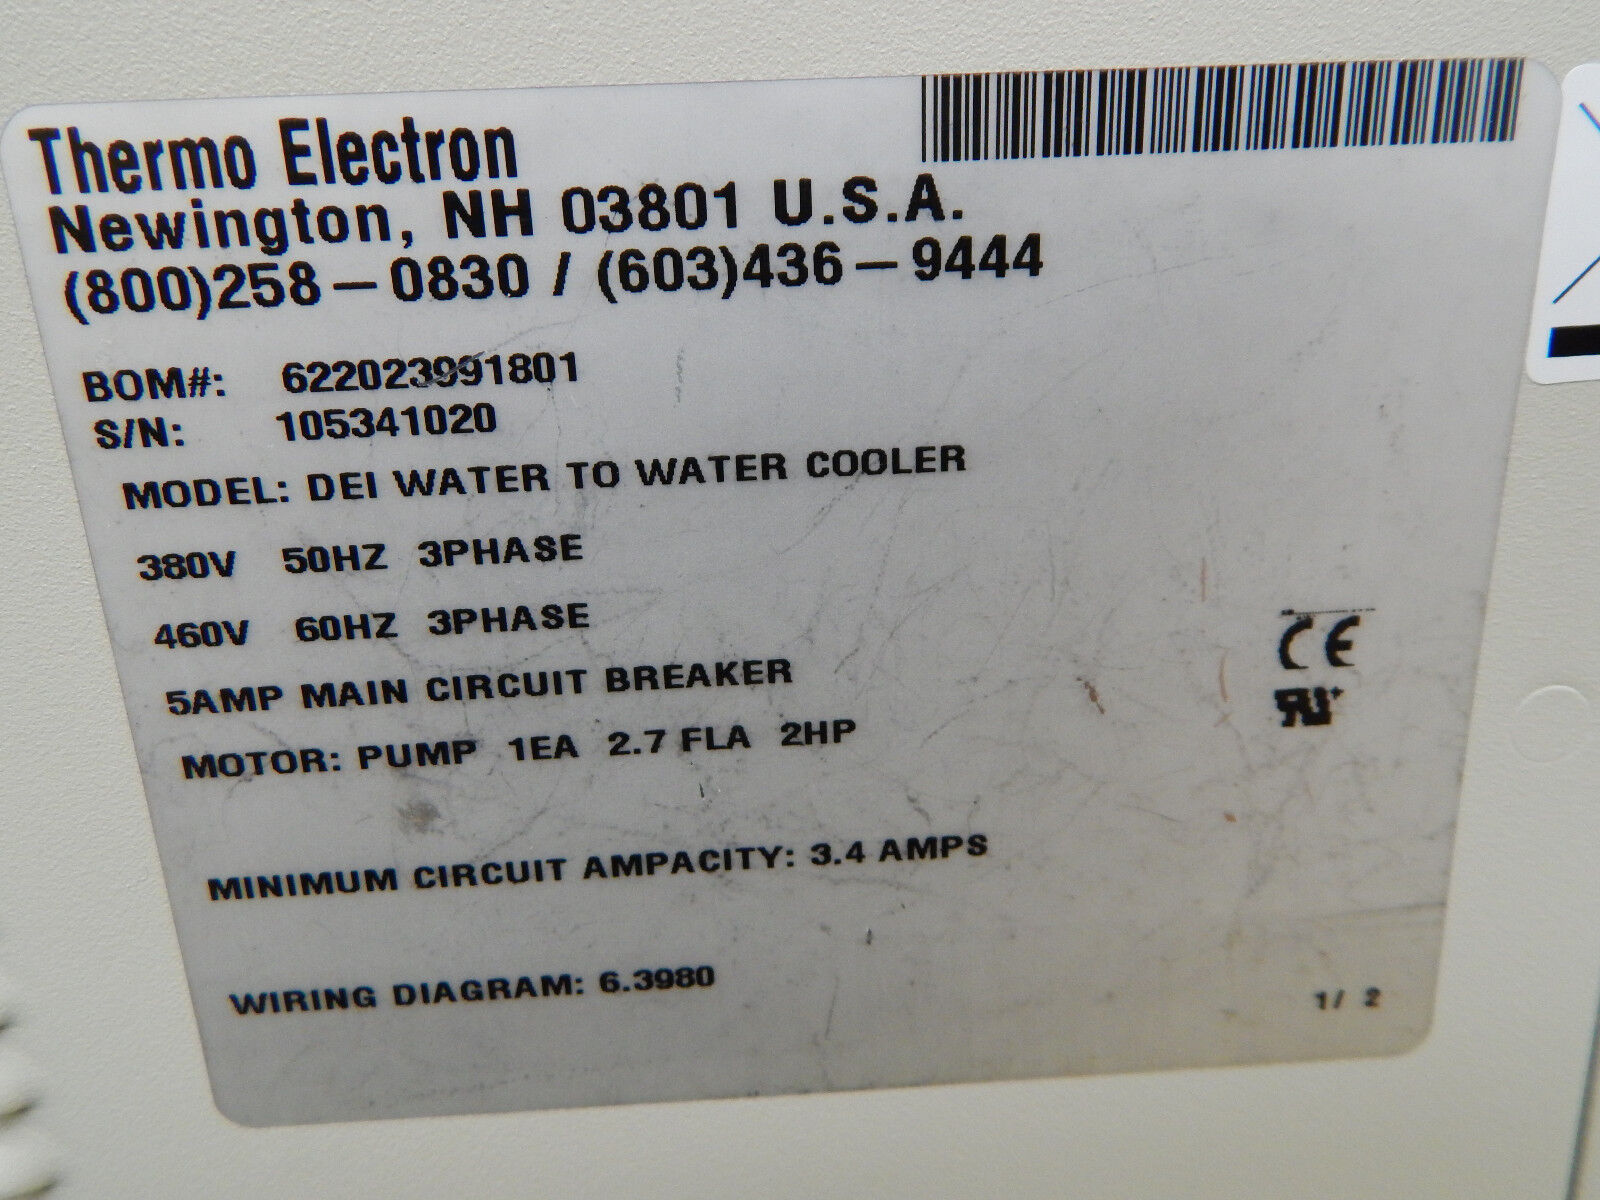 Thermo Electron
Newington, NH 03801 U.S.A.
(800)258-0830 / (603)436-9444
BOM#: 622023991801
S/N: 105341020
MODEL: DEI WATER TO WATER COOLER
380V 50HZ 3PHASE
460V 60HZ 3PHASE
5AMP MAIN CIRCUIT BREAKER
MOTOR: PUMP 1EA 2.7 FLA 2HP
CE
RU
MINIMUM CIRCUIT AMPACITY: 3.4 AMPS
WIRING DIAGRAM: 6.3980
1/ 2